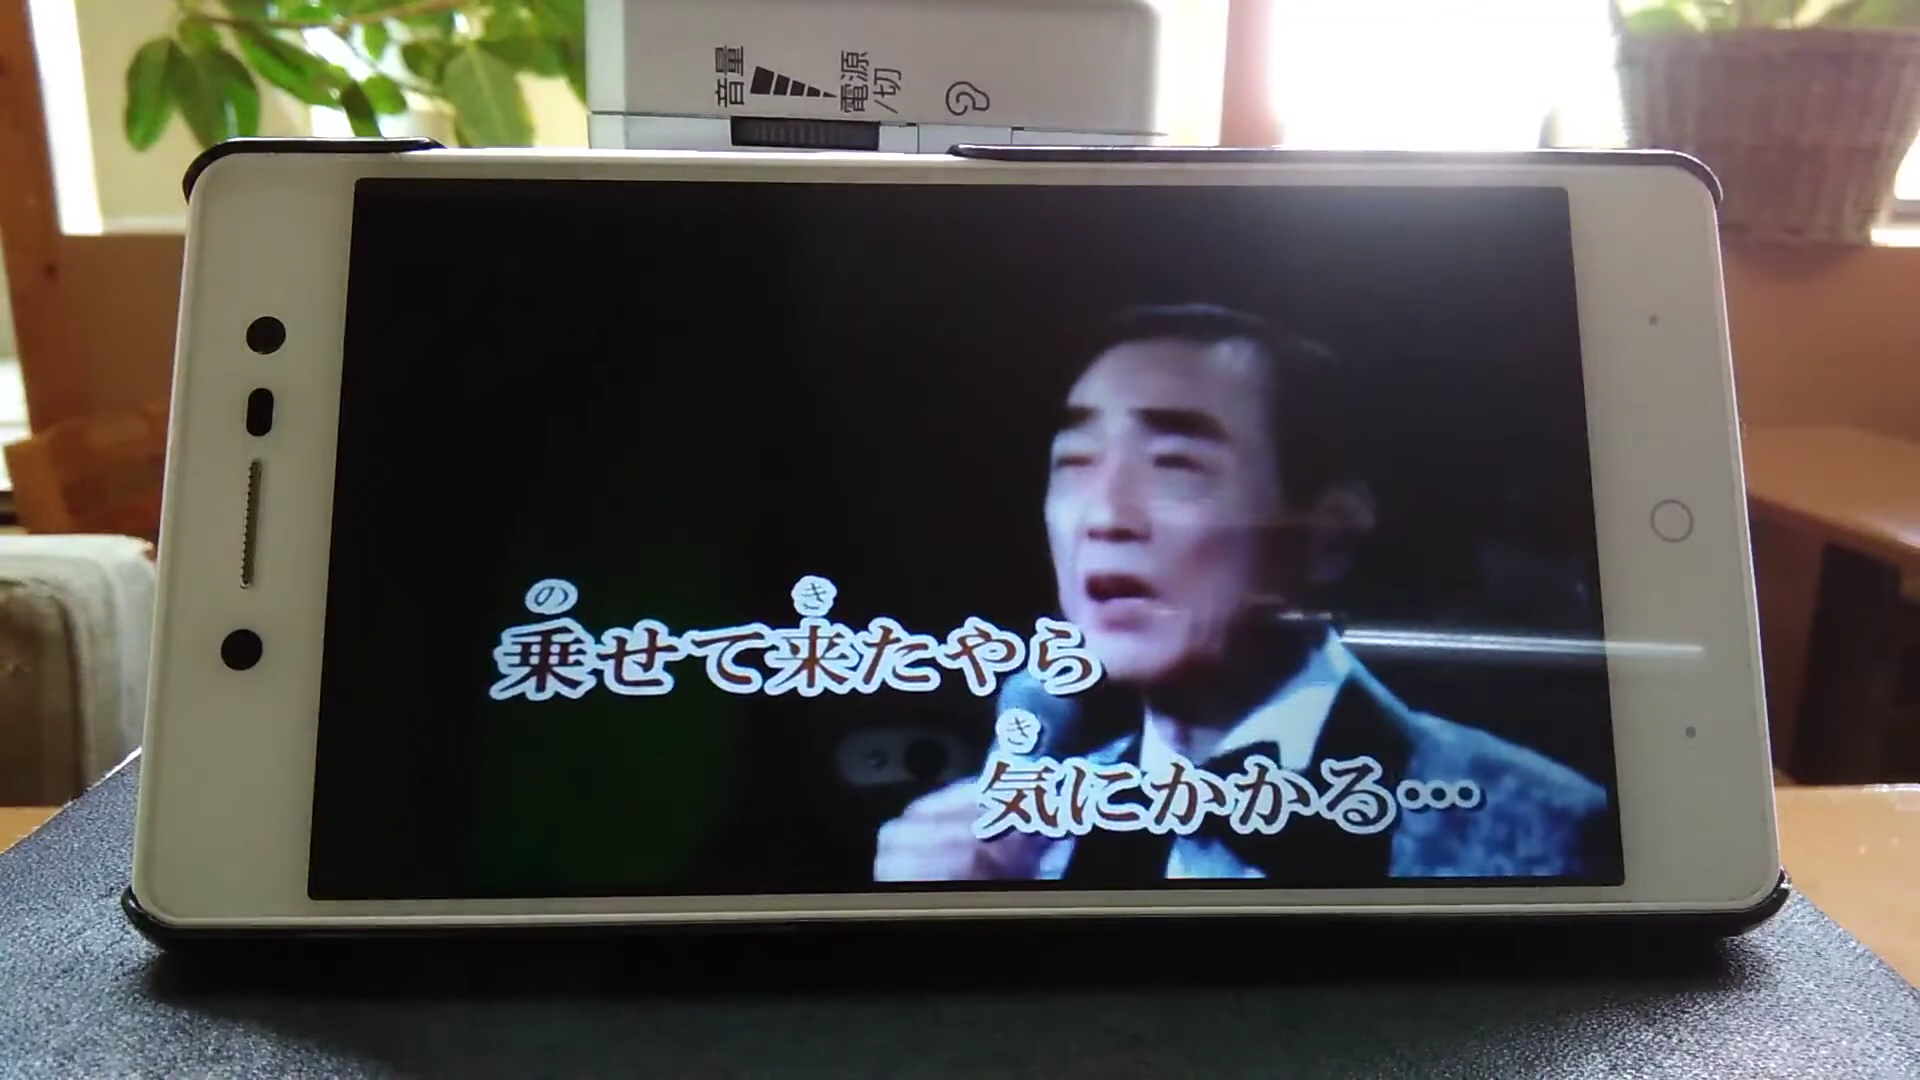 音量
電源
/切
の き
乗せて来たやら
き
気にかかる…